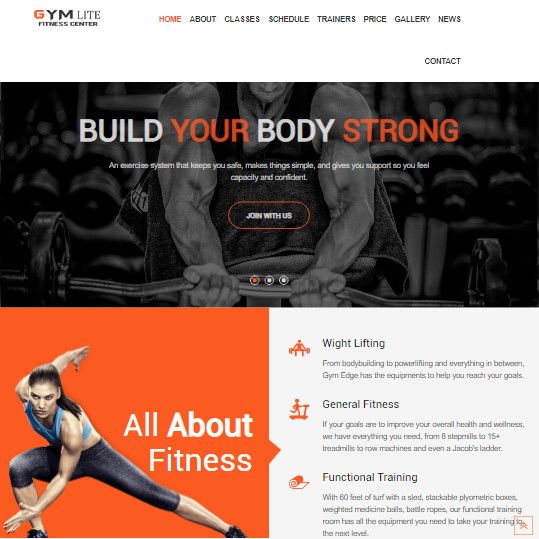 GYM LITE
FITNESS CENTER
HOME ABOUT CLASSES SCHEDULE TRAINERS PRICE GALLERY NEWS
CONTACT
BUILD YOUR BODY STRONG
An exercise system that keeps you safe, makes things simple, and gives you support so you feel
capacity and confident.
JOIN WITH US
All About
Fitness
Wight Lifting
From bodybuilding to powerlifting and everything in between,
Gym Edge has the equipments to help you reach your goals.
General Fitness
If your goals are to improve your overall health and wellness,
we have everything you need, from 8 stepmills to 15+
treadmills to row machines and even a Jacob's ladder.
Functional Training
With 60 feet of turf with a sled, stackable plyometric boxes,
weighted medicine balls, battle ropes, our functional training
room has all the equipment you need to take your training to
the next level.